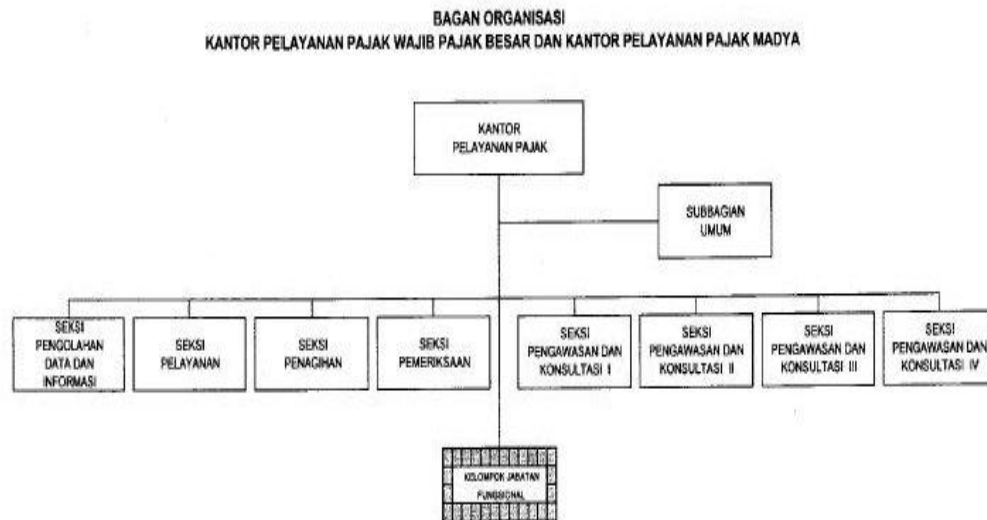 BAGAN ORGANISASI
KANTOR PELAYANAN PAJAK WAJIB PAJAK BESAR DAN KANTOR PELAYANAN PAJAK MADYA
KANTOR
PELAYANAN PAJAK
SUBBAGIAN
UMUM
SEKSI
PENGOLAHAN
DATA DAN
INFORMASI
SEKSI
PELAYANAN
SEKSI
PENAGIHAN
SEKSI
PEMERIKSAAN
SEKSI
PENGAWASAN DAN
KONSULTASI I
SEKSI
PENGAWASAN DAN
KONSULTASI II
SEKSI
PENGAWASAN DAN
KONSULTASI III
SEKSI
PENGAWASAN DAN
KONSULTASI IV
KELOMPOK JABATAN
FUNGSIONAL